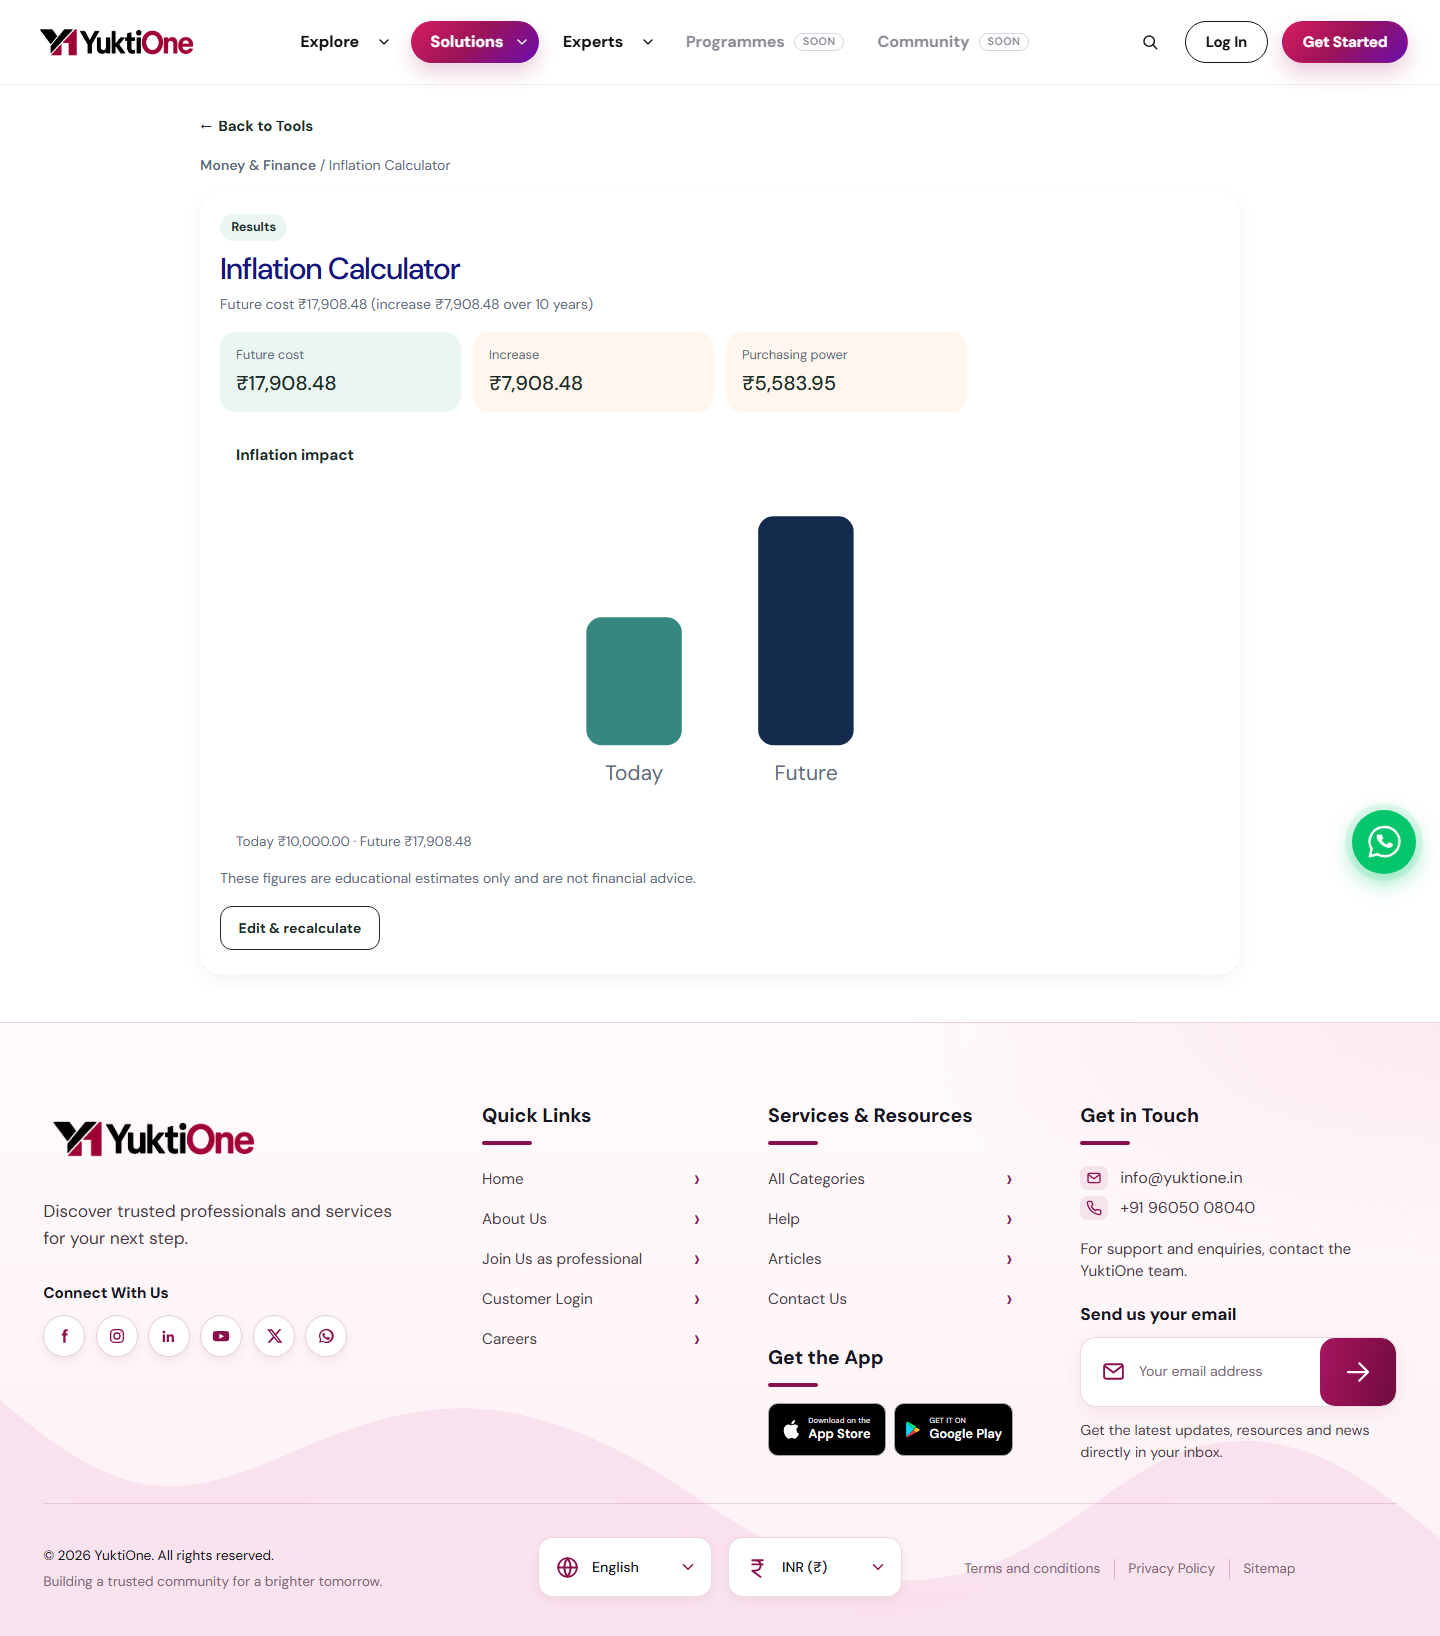 YuktiOne
Explore
Solutions
Experts
Programmes SOON
Community SOON
Log In
Get Started
← Back to Tools
Money & Finance / Inflation Calculator
Results
Inflation Calculator
Future cost ₹17,908.48 (increase ₹7,908.48 over 10 years)
Future cost
₹17,908.48
Increase
₹7,908.48
Purchasing power
₹5,583.95
Inflation impact
Today
Future
Today ₹10,000.00 · Future ₹17,908.48
These figures are educational estimates only and are not financial advice.
Edit & recalculate
YuktiOne
Discover trusted professionals and services
for your next step.
Connect With Us
Quick Links
Home
About Us
Join Us as professional
Customer Login
Careers
Services & Resources
All Categories
Help
Articles
Contact Us
Get the App
Download on the
App Store
GET IT ON
Google Play
Get in Touch
info@yuktione.in
+91 96050 08040
For support and enquiries, contact the
YuktiOne team.
Send us your email
Your email address
Get the latest updates, resources and news
directly in your inbox.
© 2026 YuktiOne. All rights reserved.
Building a trusted community for a brighter tomorrow.
English
INR (₹)
Terms and conditions
Privacy Policy
Sitemap